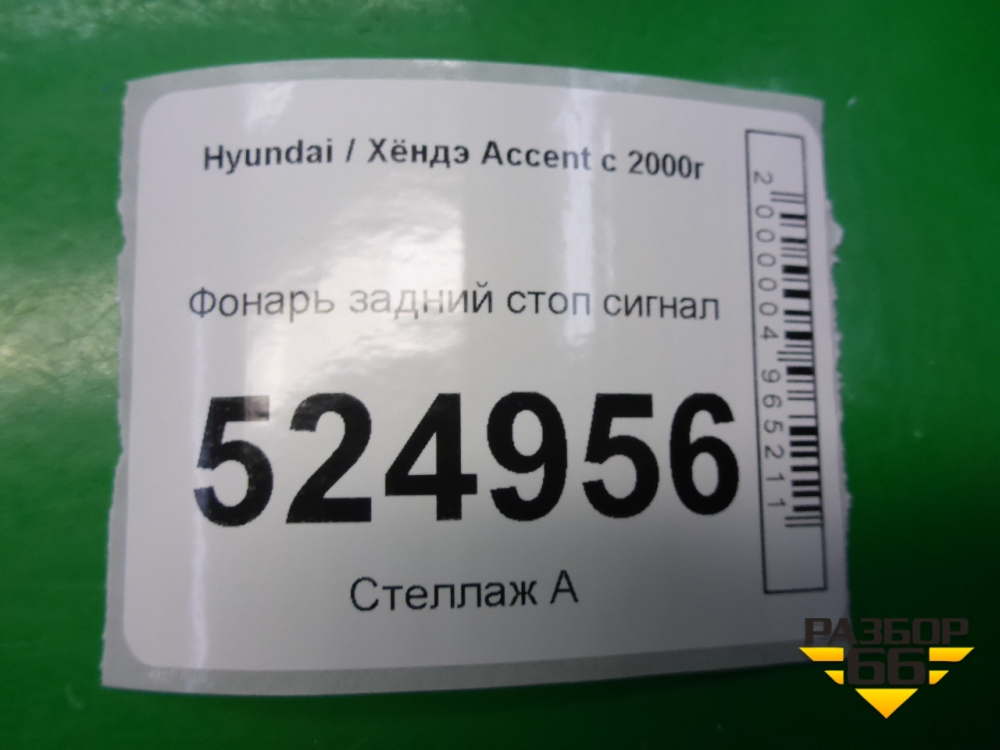 Hyundai / Хёндэ Accent с 2000г
Фонарь задний стоп сигнал
524956
Стеллаж А
2000004965211
РАЗБОР
66